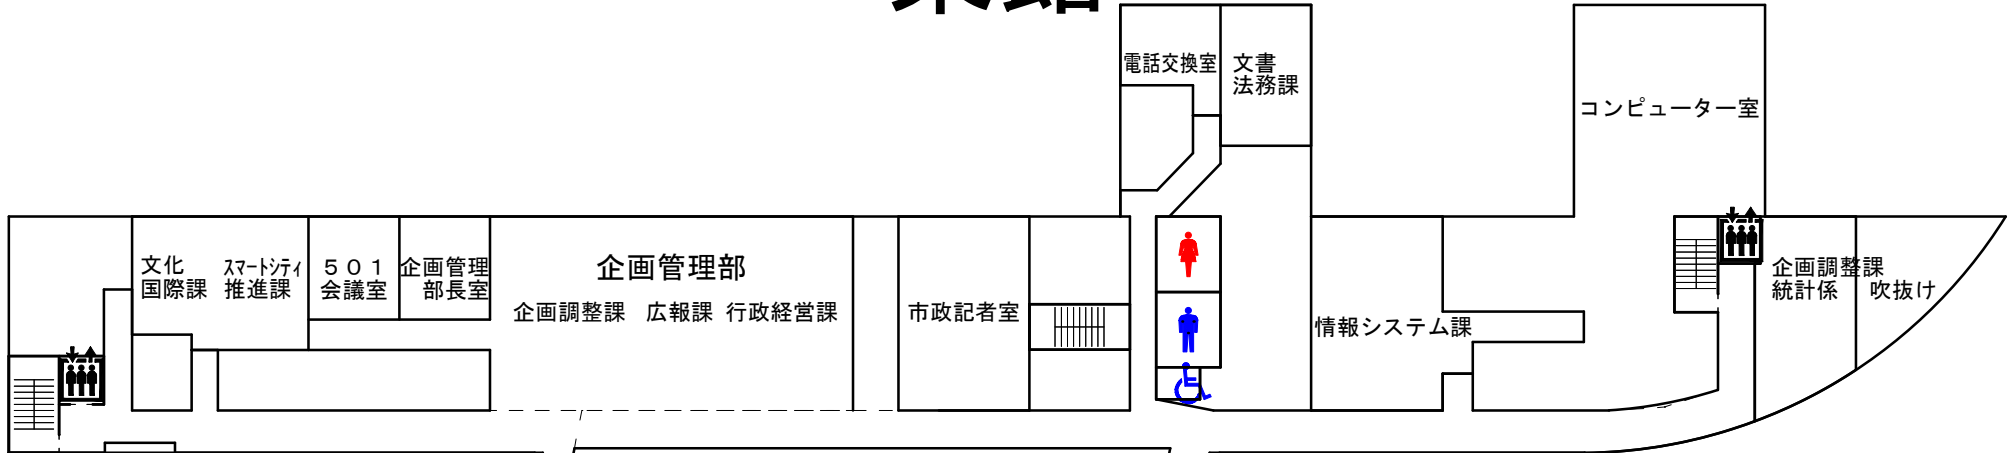 電話交換室
文書
法務課
コンピューター室
文化
国際課
ｽﾏｰﾄｼﾃｨ
推進課
５０１
会議室
企画管理
部長室
企画管理部
企画調整課　広報課 行政経営課
市政記者室
情報システム課
企画調整課
統計係
吹抜け